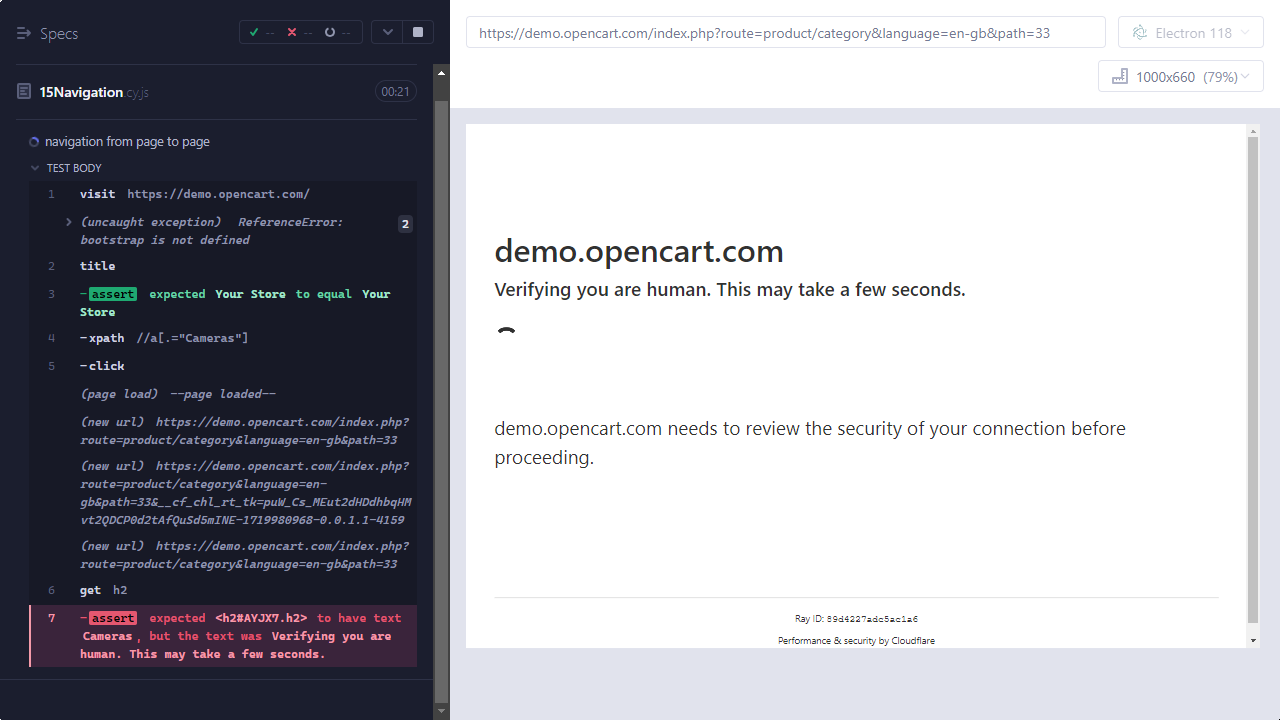 Specs
-- -- --
15Navigation.cy.js
00:21
navigation from page to page
TEST BODY
1 visit https://demo.opencart.com/
(uncaught exception) ReferenceError:
bootstrap is not defined
2
2 title
3 -assert expected Your Store to equal Your
Store
4 -xpath //a[.="Cameras"]
5 -click
(page load) --page loaded--
(new url) https://demo.opencart.com/index.php?
route=product/category&language=en-gb&path=33
(new url) https://demo.opencart.com/index.php?
route=product/category&language=en-
gb&path=33&__cf_chl_rt_tk=puW_Cs_MEut2dHDdhbqHM
vt2QDCP0d2tAfQuSd5mINE-1719980968-0.0.1.1-4159
(new url) https://demo.opencart.com/index.php?
route=product/category&language=en-gb&path=33
6 get h2
7 -assert expected <h2#AYJX7.h2> to have text
Cameras, but the text was Verifying you are
human. This may take a few seconds.
https://demo.opencart.com/index.php?route=product/category&language=en-gb&path=33
Electron 118
1000x660 (79%)
demo.opencart.com
Verifying you are human. This may take a few seconds.
demo.opencart.com needs to review the security of your connection before
proceeding.
Ray ID: 89d4227adc5ac1a6
Performance & security by Cloudflare